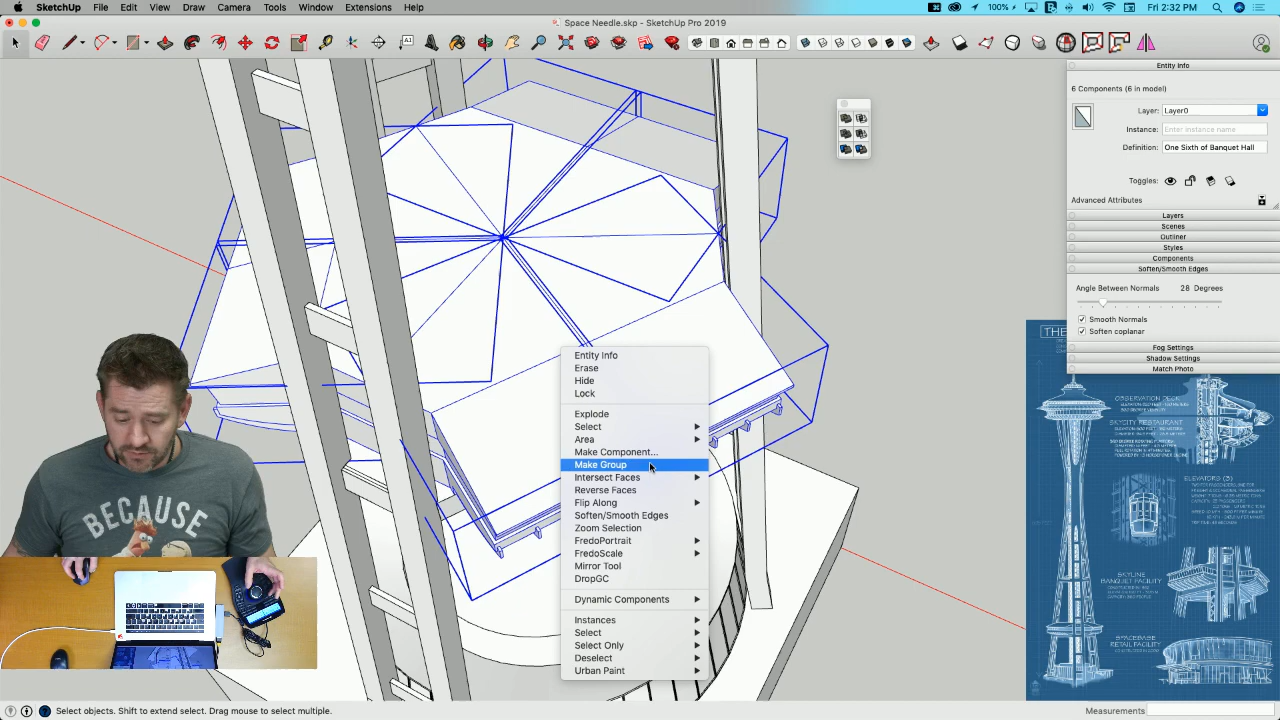 SketchUp File Edit View Draw Camera Tools Window Extensions Help 100% Fri 2:32 PM
Space Needle.skp - SketchUp Pro 2019
Entity Info
6 Components (6 in model)
Layer: Layer0
Instance: Enter instance name
Definition: One Sixth of Banquet Hall
Toggles:
Advanced Attributes
Layers
Scenes
Outliner
Styles
Components
Soften/Smooth Edges
Angle Between Normals 28 Degrees
Smooth Normals
Soften coplanar
Fog Settings
Shadow Settings
Match Photo
Entity Info
Erase
Hide
Lock
Explode
Select
Area
Make Component...
Make Group
Intersect Faces
Reverse Faces
Flip Along
Soften/Smooth Edges
Zoom Selection
FredoPortrait
FredoScale
Mirror Tool
DropGC
Dynamic Components
Instances
Select
Select Only
Deselect
Urban Paint
BECAUSE
THE
OBSERVATION DECK
SKYCITY RESTAURANT
ELEVATORS (3)
SKYLINE
BANQUET FACILITY
SPACEBASE
RETAIL FACILITY
Select objects. Shift to extend select. Drag mouse to select multiple.
Measurements